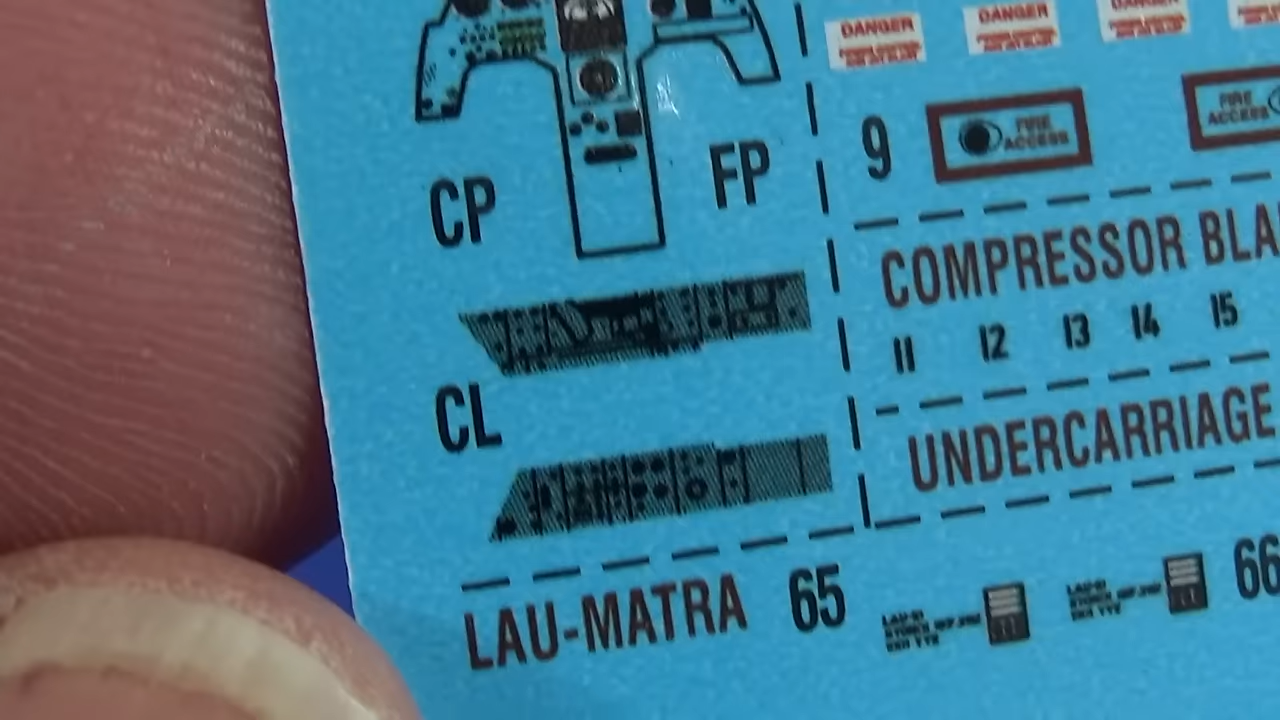 DANGER
DANGER
DANGER
9
FIRE
ACCESS
FIRE
ACCESS
CP
FP
COMPRESSOR BLA
11 12 13 14 15
CL
UNDERCARRIAGE
LAU-MATRA 65
66